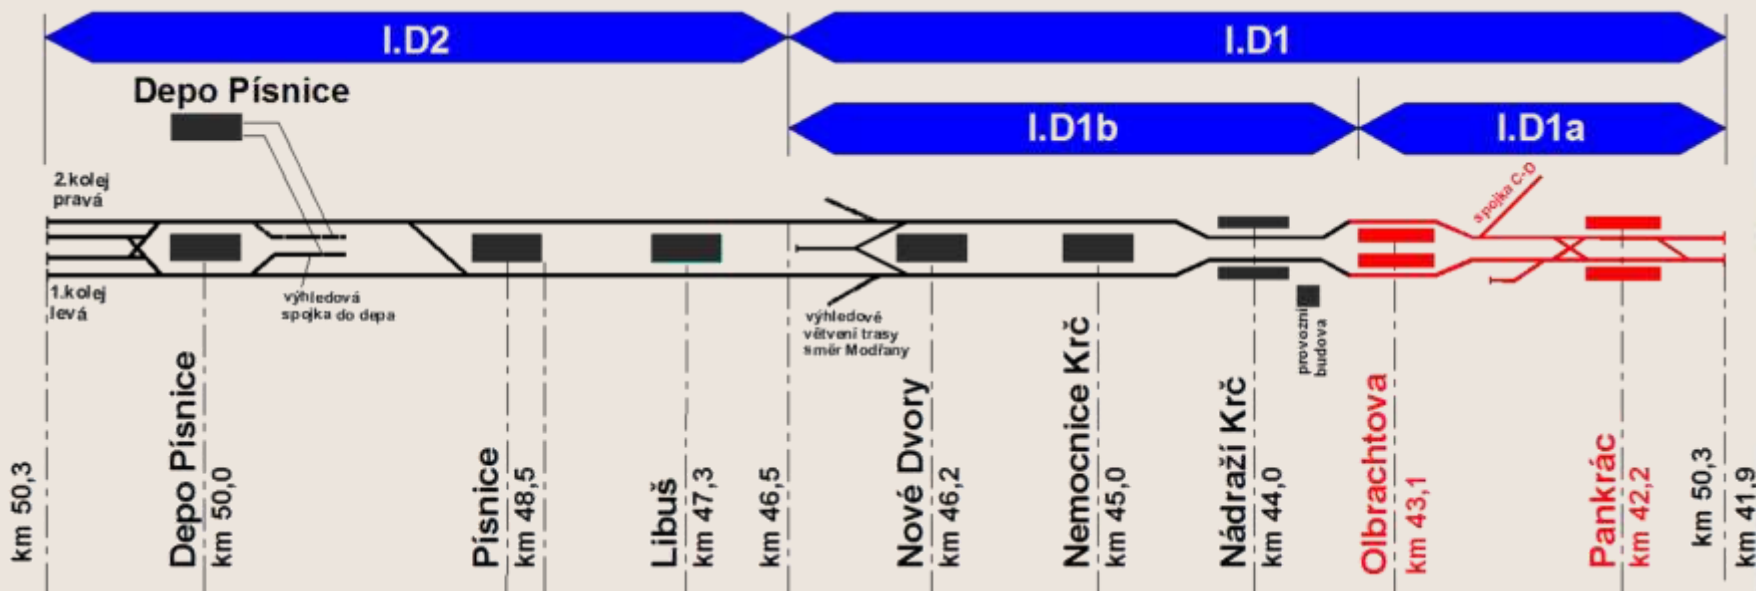 I.D2
I.D1
Depo Písnice
I.D1b
I.D1a
2.kolej
pravá
spojka C-D
1.kolej
levá
výhledová
spojka do depa
výhledové
větvení trasy
směr Modřany
provozní
budova
km 50,3
Depo Písnice
km 50,0
Písnice
km 48,5
Libuš
km 47,3
km 46,5
Nové Dvory
km 46,2
Nemocnice Krč
km 45,0
Nádraží Krč
km 44,0
Olbrachtova
km 43,1
Pankrác
km 42,2
km 50,3
km 41,9